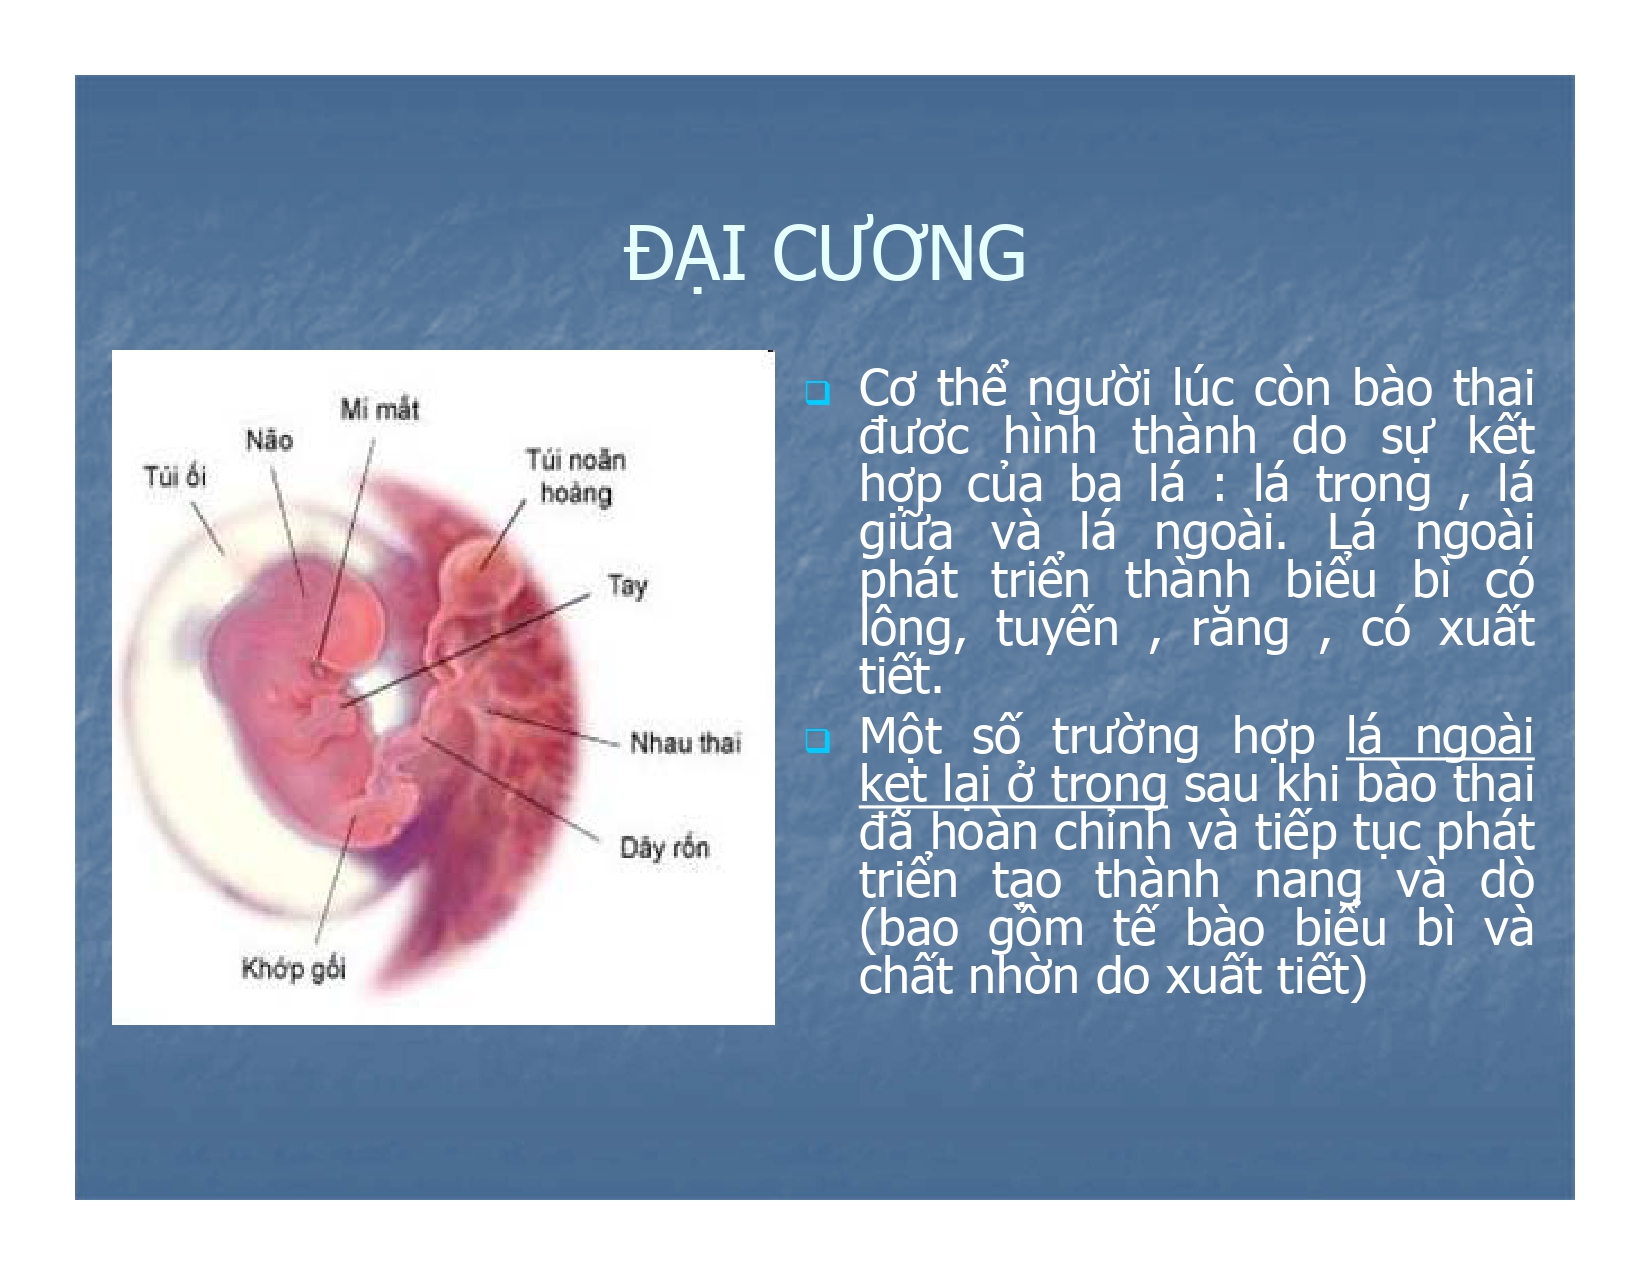 ĐẠI CƯƠNG
Mí mắt
Não
Túi ối
Túi noãn
hoàng
Tay
Nhau thai
Dây rốn
Khớp gối
Cơ thể người lúc còn bào thai
đươc hình thành do sự kết
hợp của ba lá : lá trong , lá
giữa và lá ngoài. Lá ngoài
phát triển thành biểu bì có
lông, tuyến , răng , có xuất
tiết.
Một số trường hợp lá ngoài
kẹt lại ở trong sau khi bào thai
đã hoàn chỉnh và tiếp tục phát
triển tạo thành nang và dò
(bao gồm tế bào biểu bì và
chất nhờn do xuất tiết)